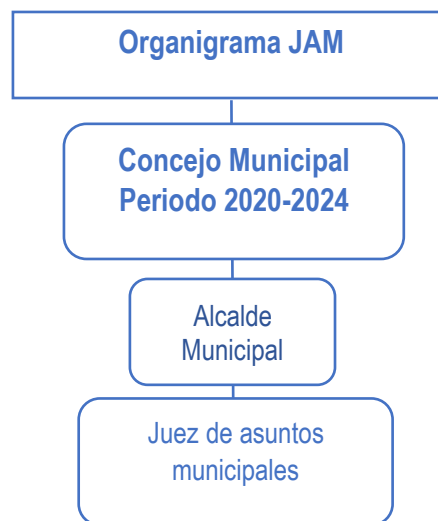 Organigrama JAM
Concejo Municipal
Periodo 2020-2024
Alcalde
Municipal
Juez de asuntos
municipales